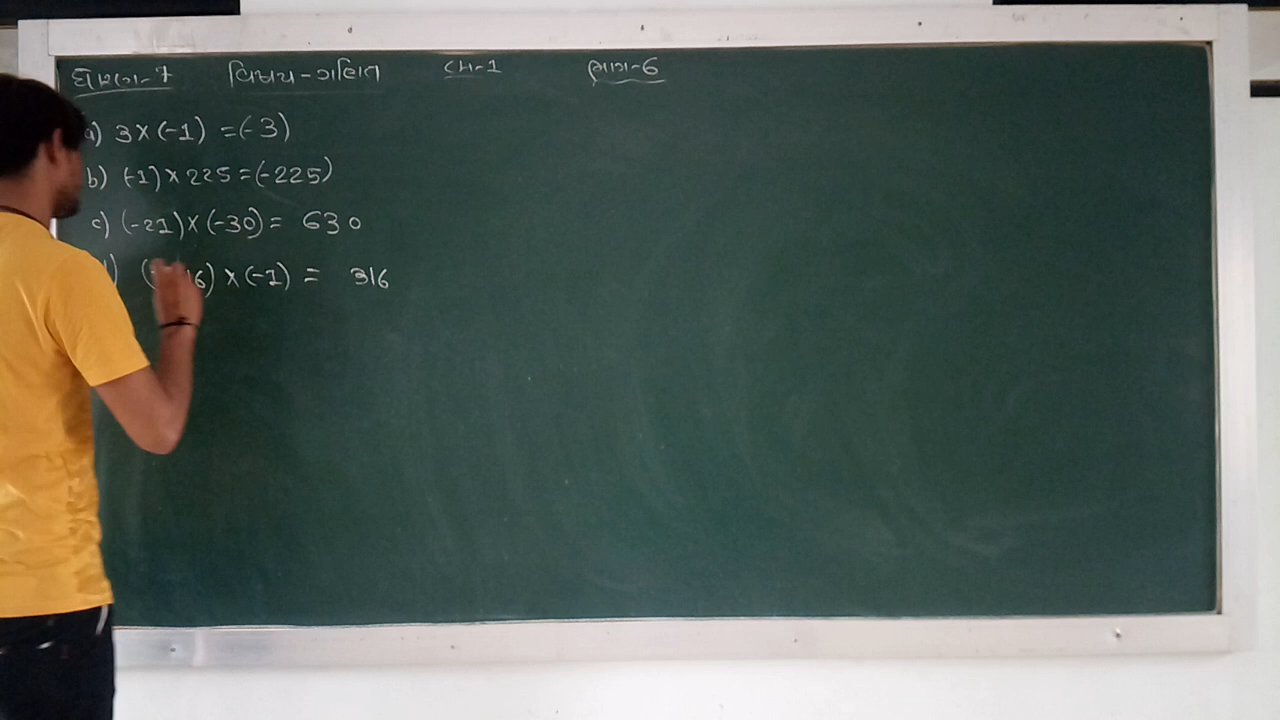 ધોરણ-7 વિષય-ગણિત ch-1 ભાગ-6
a) 3×(-1) =(-3)
b) (-1)×225=(-225)
c) (-21)×(-30)= 630
×(-1) = 316